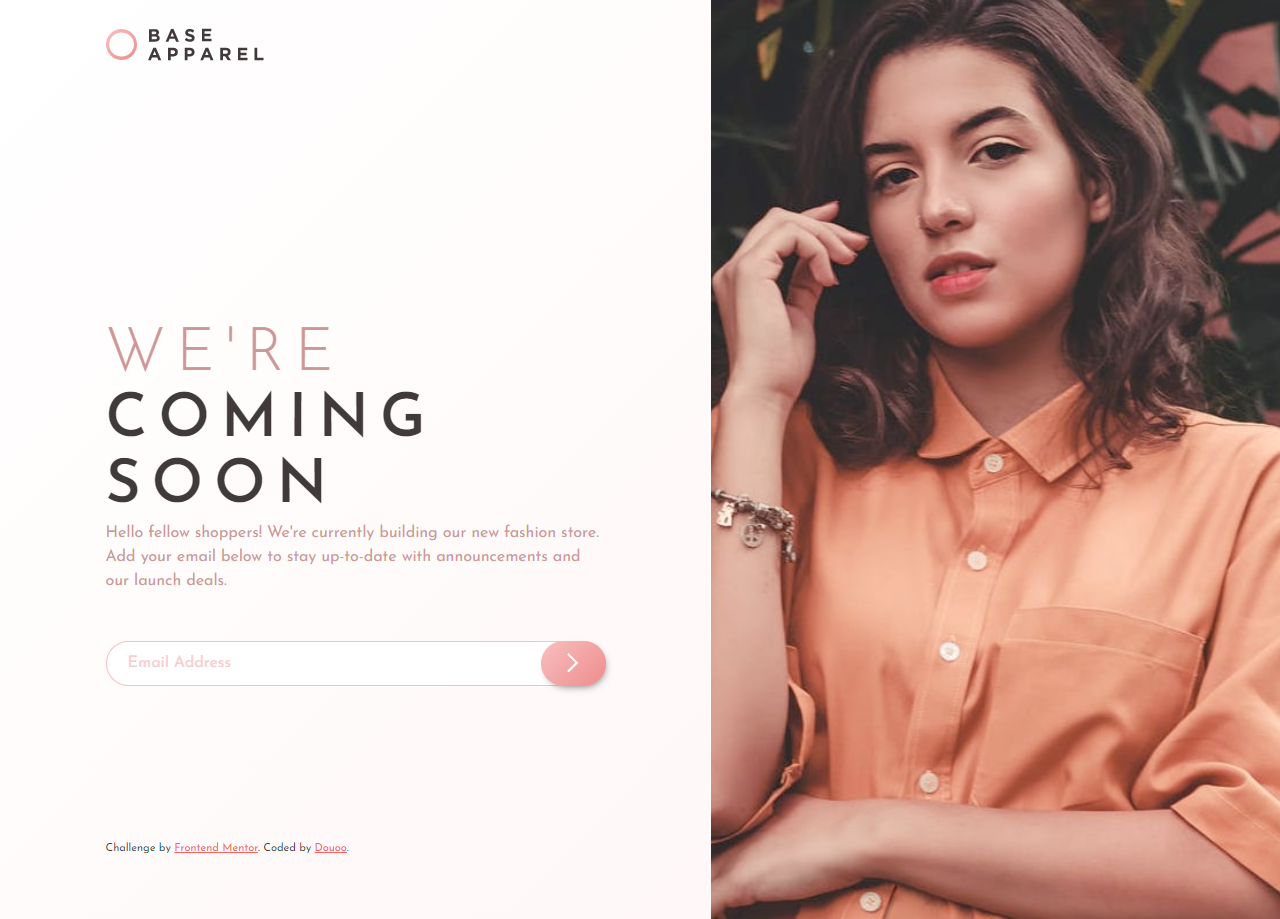 BASE
APPAREL
WE'RE
COMING
SOON
Hello fellow shoppers! We're currently building our new fashion store.
Add your email below to stay up-to-date with announcements and
our launch deals.
Email Address
Challenge by Frontend Mentor. Coded by Douoo.